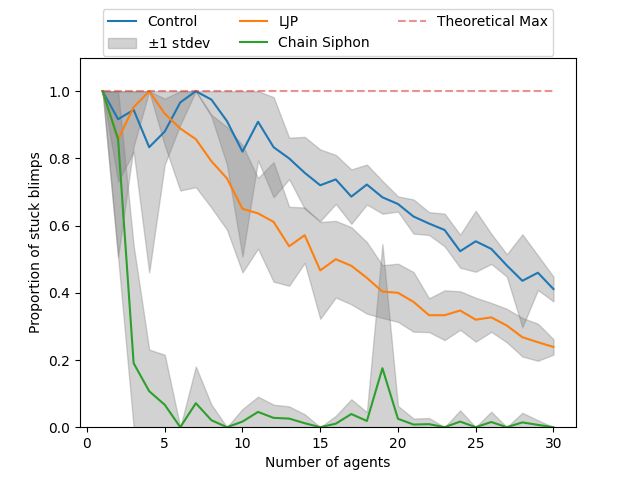 Control
±1 stdev
LJP
Chain Siphon
Theoretical Max
Proportion of stuck blimps
1.0
0.8
0.6
0.4
0.2
0.0
0 5 10 15 20 25 30
Number of agents